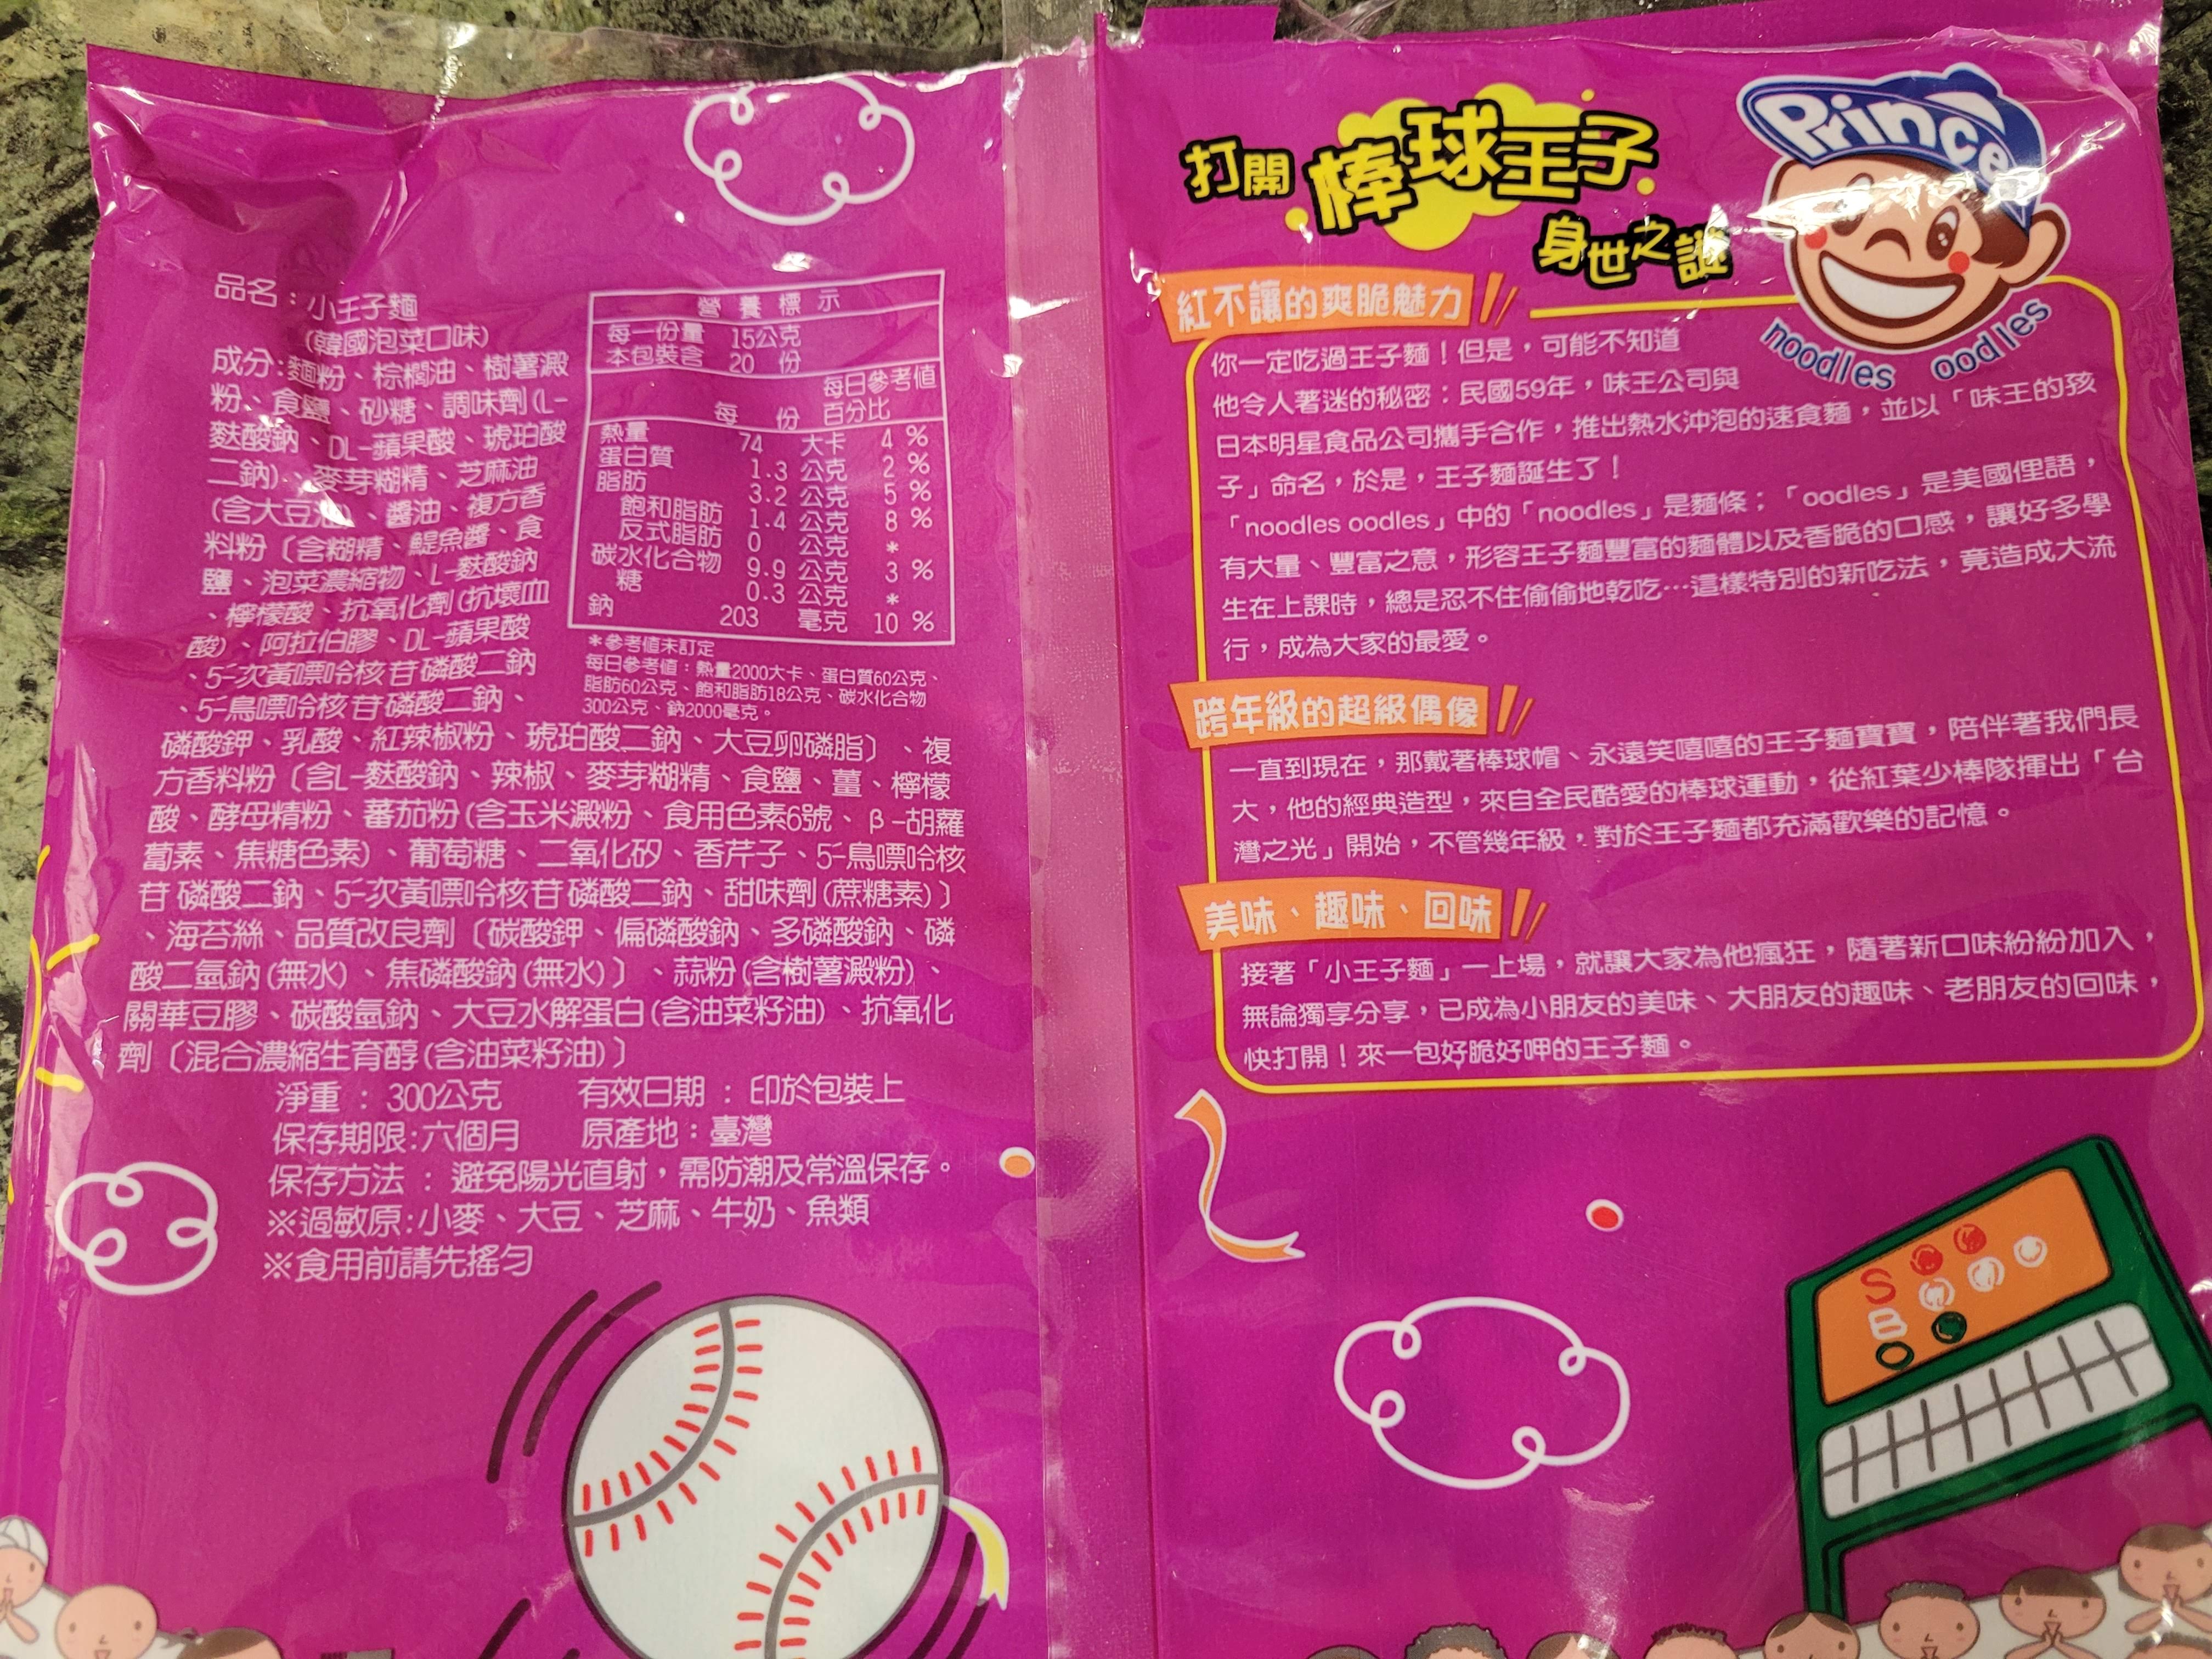 品名：小王子麵
(韓國泡菜口味)
成分:麵粉、棕櫚油、樹薯澱
粉、食鹽、砂糖、調味劑(L-
麩酸鈉、DL-蘋果酸、琥珀酸
二鈉)、麥芽糊精、芝麻油
(含大豆油)、醬油、複方香
料粉〔含糊精、鯷魚醬、食
鹽、泡菜濃縮物、L-麩酸鈉
、檸檬酸、抗氧化劑(抗壞血
酸)、阿拉伯膠、DL-蘋果酸
、5'-次黃嘌呤核苷磷酸二鈉
、5'-鳥嘌呤核苷磷酸二鈉、
磷酸鉀、乳酸、紅辣椒粉、琥珀酸二鈉、大豆卵磷脂〕、複
方香料粉〔含L-麩酸鈉、辣椒、麥芽糊精、食鹽、薑、檸檬
酸、酵母精粉、蕃茄粉(含玉米澱粉、食用色素6號、β-胡蘿
蔔素、焦糖色素)、葡萄糖、二氧化矽、香芹子、5'-鳥嘌呤核
苷磷酸二鈉、5'-次黃嘌呤核苷磷酸二鈉、甜味劑(蔗糖素)〕
、海苔絲、品質改良劑〔碳酸鉀、偏磷酸鈉、多磷酸鈉、磷
酸二氫鈉(無水)、焦磷酸鈉(無水)〕、蒜粉(含樹薯澱粉)、
關華豆膠、碳酸氫鈉、大豆水解蛋白(含油菜籽油)、抗氧化
劑〔混合濃縮生育醇(含油菜籽油)〕
淨重：300公克 有效日期：印於包裝上
保存期限:六個月 原產地：臺灣
保存方法：避免陽光直射，需防潮及常溫保存。
※過敏原:小麥、大豆、芝麻、牛奶、魚類
※食用前請先搖勻
營養標示
每一份量 15公克
本包裝含 20 份
每日參考值
每 份 百分比
熱量 74 大卡 4 %
蛋白質 1.3 公克 2 %
脂肪 3.2 公克 5 %
飽和脂肪 1.4 公克 8 %
反式脂肪 0 公克 *
碳水化合物 9.9 公克 3 %
糖 0.3 公克 *
鈉 203 毫克 10 %
*參考值未訂定
每日參考值：熱量2000大卡、蛋白質60公克、
脂肪60公克、飽和脂肪18公克、碳水化合物
300公克、鈉2000毫克。
打開棒球王子
身世之謎
Prince
noodles oodles
紅不讓的爽脆魅力
你一定吃過王子麵！但是，可能不知道
他令人著迷的秘密：民國59年，味王公司與
日本明星食品公司攜手合作，推出熱水沖泡的速食麵，並以「味王的孩
子」命名，於是，王子麵誕生了！
「noodles oodles」中的「noodles」是麵條；「oodles」是美國俚語，
有大量、豐富之意，形容王子麵豐富的麵體以及香脆的口感，讓好多學
生在上課時，總是忍不住偷偷地乾吃…這樣特別的新吃法，竟造成大流
行，成為大家的最愛。
跨年級的超級偶像
一直到現在，那戴著棒球帽、永遠笑嘻嘻的王子麵寶寶，陪伴著我們長
大，他的經典造型，來自全民酷愛的棒球運動，從紅葉少棒隊揮出「台
灣之光」開始，不管幾年級，對於王子麵都充滿歡樂的記憶。
美味、趣味、回味
接著「小王子麵」一上場，就讓大家為他瘋狂，隨著新口味紛紛加入，
無論獨享分享，已成為小朋友的美味、大朋友的趣味、老朋友的回味，
快打開！來一包好脆好呷的王子麵。
S
B
O